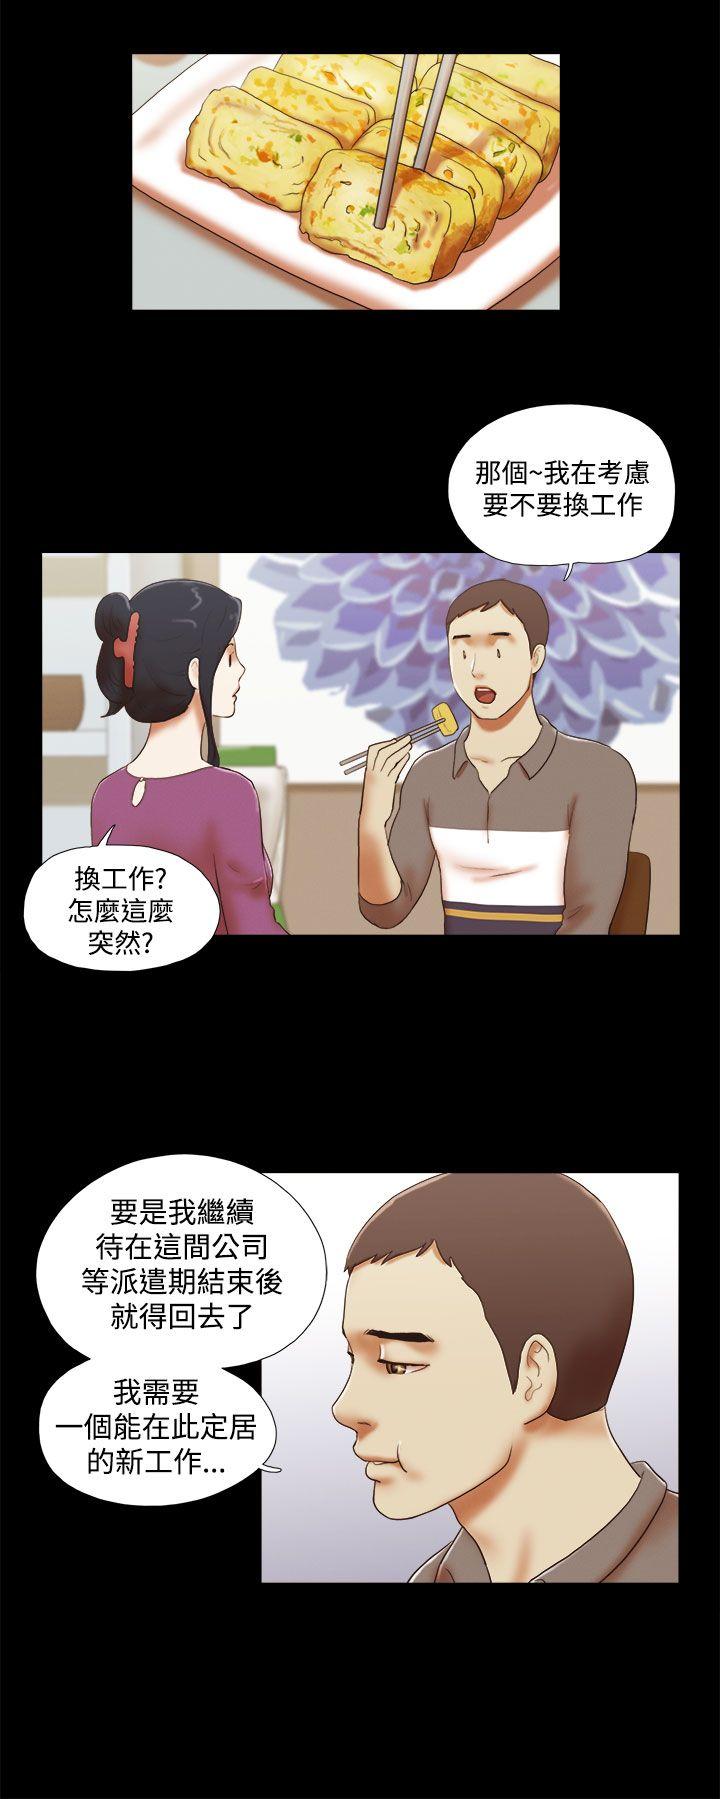 那個~我在考慮
要不要換工作
換工作?
怎麼這麼
突然?
要是我繼續
待在這間公司
等派遣期結束後
就得回去了
我需要
一個能在此定居
的新工作...